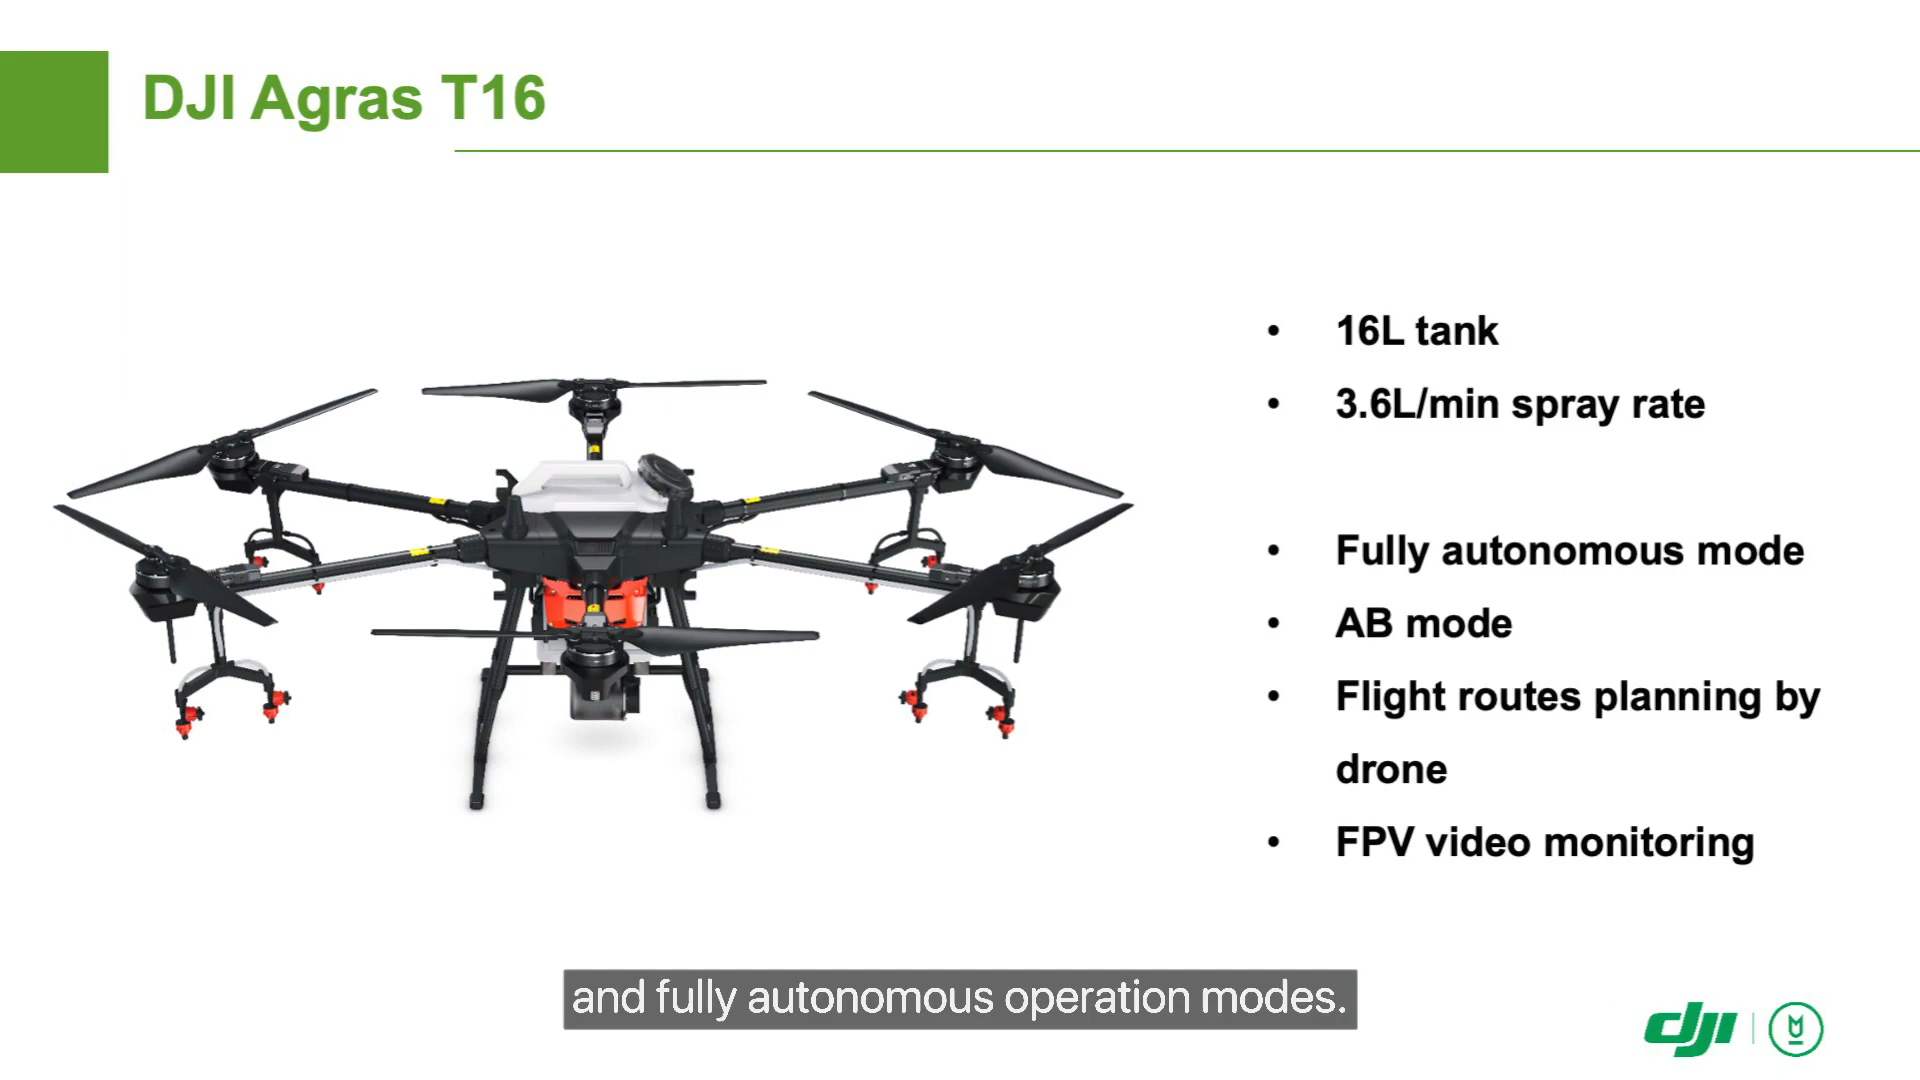 DJI Agras T16
• 16L tank
• 3.6L/min spray rate
• Fully autonomous mode
• AB mode
• Flight routes planning by
drone
• FPV video monitoring
and fully autonomous operation modes.
dji